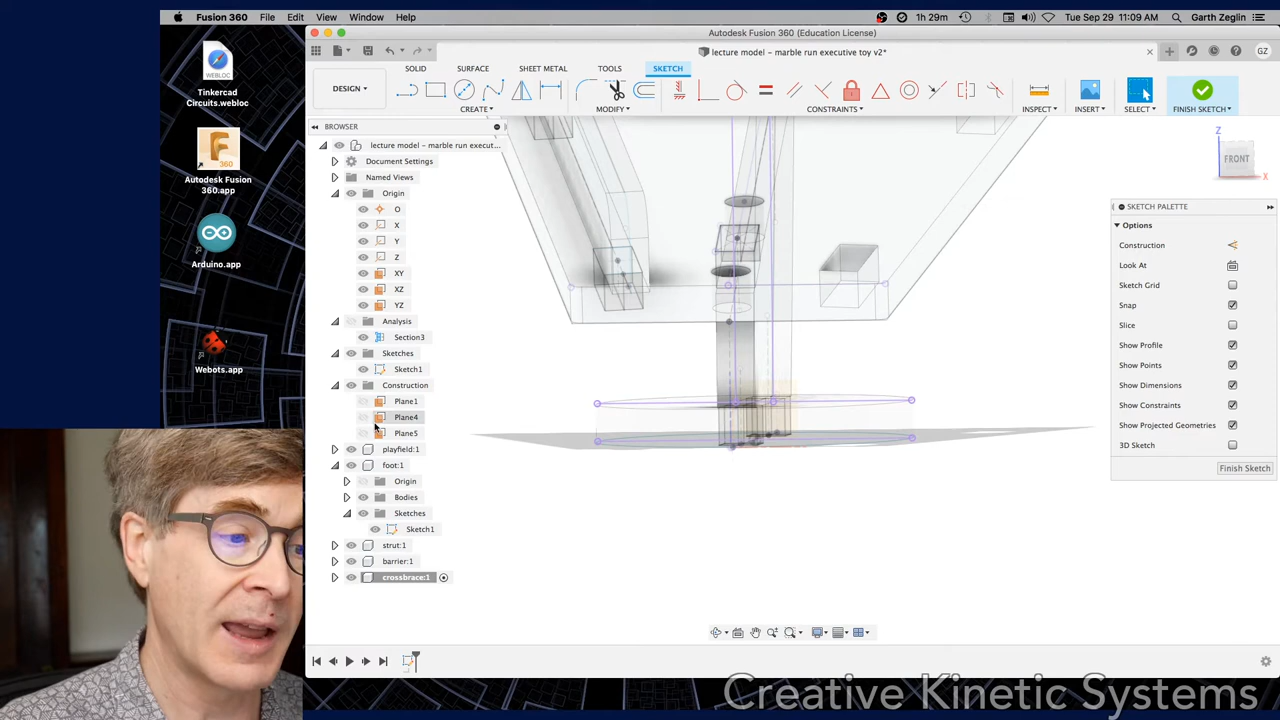 Fusion 360 File Edit View Window Help
1h 29m Tue Sep 29 11:09 AM Garth Zeglin
WEBLOC
Tinkercad
Circuits.webloc
360
Autodesk Fusion
360.app
Arduino.app
Webots.app
Autodesk Fusion 360 (Education License)
lecture model – marble run executive toy v2*
GZ
DESIGN
SOLID SURFACE SHEET METAL TOOLS SKETCH
CREATE MODIFY CONSTRAINTS INSPECT INSERT SELECT FINISH SKETCH
BROWSER
lecture model – marble run execut...
Document Settings
Named Views
Origin
O
X
Y
Z
XY
XZ
YZ
Analysis
Section3
Sketches
Sketch1
Construction
Plane1
Plane4
Plane5
playfield:1
foot:1
Origin
Bodies
Sketches
Sketch1
strut:1
barrier:1
crossbrace:1
Z
FRONT
X
SKETCH PALETTE
Options
Construction
Look At
Sketch Grid
Snap
Slice
Show Profile
Show Points
Show Dimensions
Show Constraints
Show Projected Geometries
3D Sketch
Finish Sketch
Creative Kinetic Systems